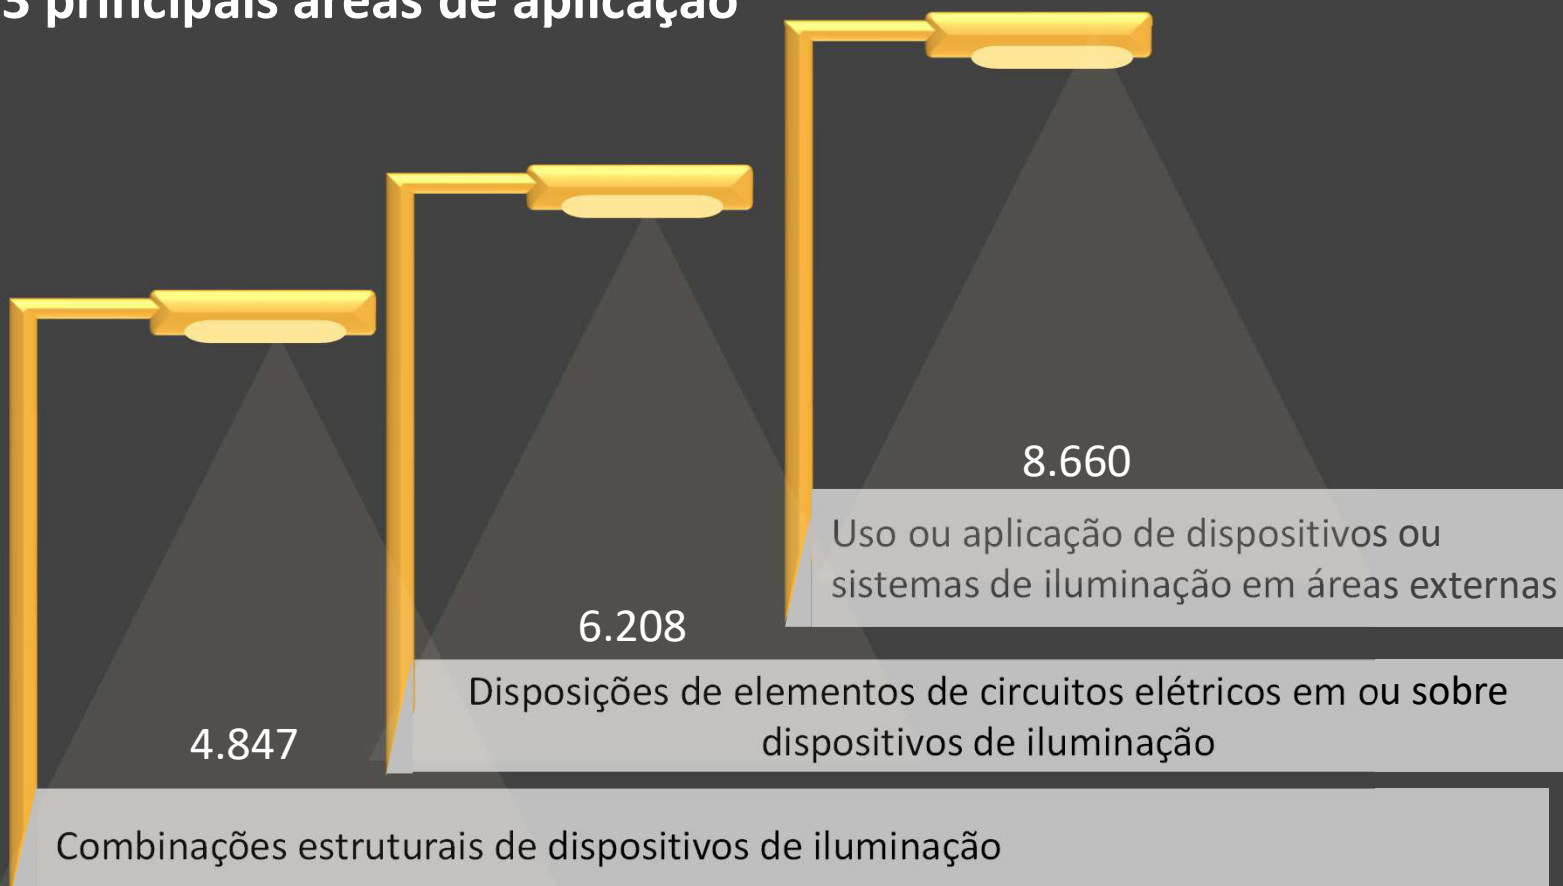 3 principais áreas de aplicação
8.660
Uso ou aplicação de dispositivos ou
sistemas de iluminação em áreas externas
6.208
Disposições de elementos de circuitos elétricos em ou sobre
dispositivos de iluminação
4.847
Combinações estruturais de dispositivos de iluminação